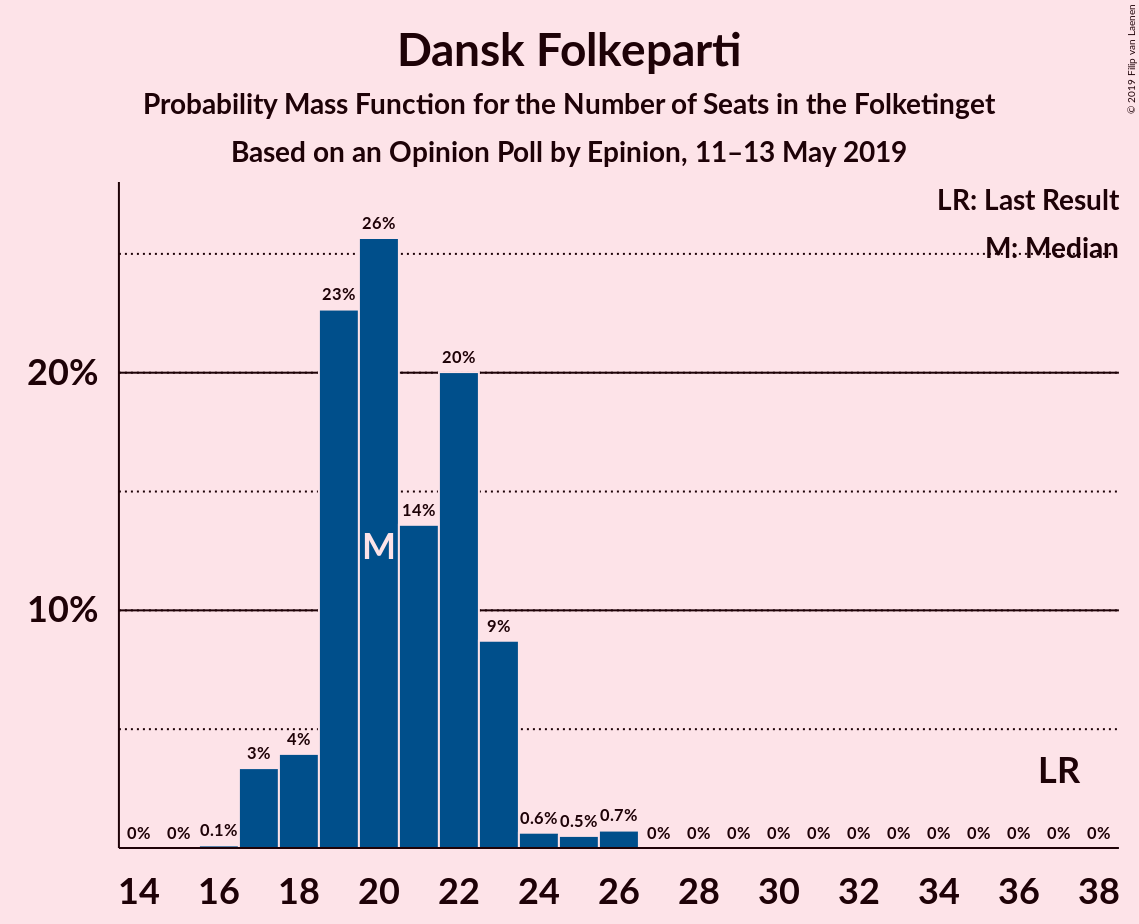 Dansk Folkeparti
Probability Mass Function for the Number of Seats in the Folketinget
Based on an Opinion Poll by Epinion, 11–13 May 2019
© 2019 Filip van Laenen
LR: Last Result
M: Median
20%
10%
0% 0% 0.1% 3% 4% 23% 26% 14% 20% 9% 0.6% 0.5% 0.7% 0% 0% 0% 0% 0% 0% 0% 0% 0% 0% 0% 0%
M
LR
14 16 18 20 22 24 26 28 30 32 34 36 38